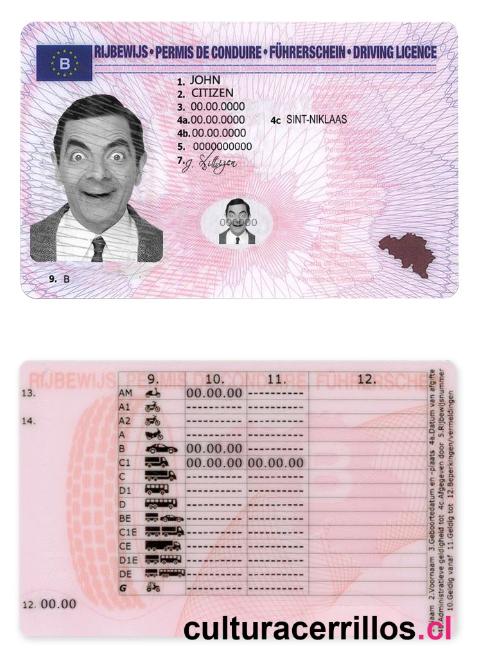 B
RIJBEWIJS • PERMIS DE CONDUIRE • FÜHRERSCHEIN • DRIVING LICENCE
1. JOHN
2. CITIZEN
3. 00.00.0000
4a. 00.00.0000 4c SINT-NIKLAAS
4b. 00.00.0000
5. 0000000000
7. J. Citizen
000000
9. B
RIJBEWIJS PERMIS DE CONDUIRE FÜHRERSCHE
9. 10. 11. 12.
13.
AM 00.00.00 --------
14.
A1 -------- --------
A2 -------- --------
A -------- --------
B 00.00.00 --------
C1 00.00.00 00.00.00
C -------- --------
D1 -------- --------
D -------- --------
BE -------- --------
C1E -------- --------
CE -------- --------
D1E -------- --------
DE -------- --------
G -------- --------
12. 00.00
2.Voornaam 3.Geboortedatum en -plaats 4a.Datum van afgifte
Administratieve geldigheid tot 4c.Afgegeven door 5.Rijbewijsnummer
10.Geldig vanaf 11.Geldig tot 12.Beperkingen/vermeldingen
culturacerrillos.cl